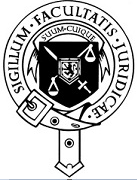 SIGILLUM · FACULTATIS · JURIDICAE ·
SUUM · CUIQUE